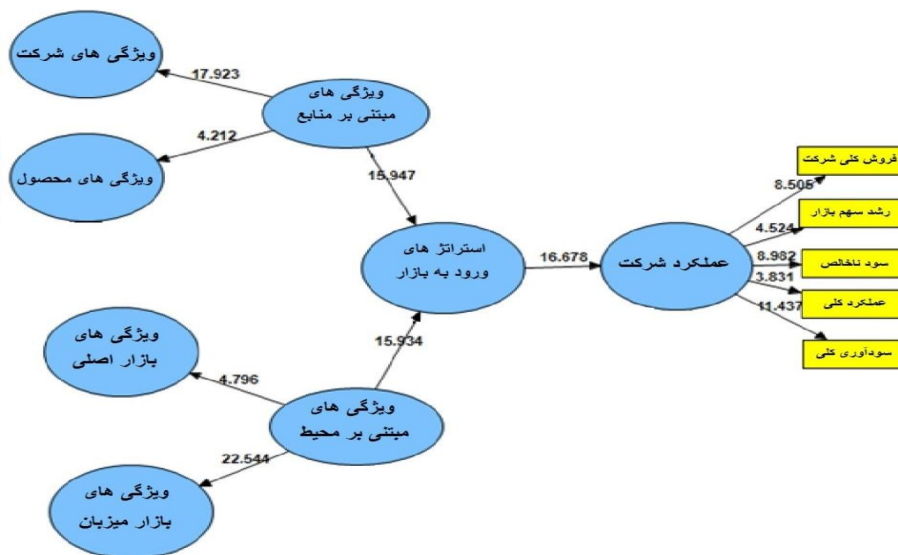 ویژگی های شرکت
17.923
ویژگی های
مبتنی بر منابع
4.212
ویژگی های محصول
15.947
فروش کلی شرکت
8.505
رشد سهم بازار
4.524
استراتژ های
ورود به بازار
16.678
عملکرد شرکت
8.982
سود ناخالص
3.831
عملکرد کلی
11.437
سودآوری کلی
ویژگی های
بازار اصلی
15.934
4.796
ویژگی های
مبتنی بر محیط
22.544
ویژگی های
بازار میزبان